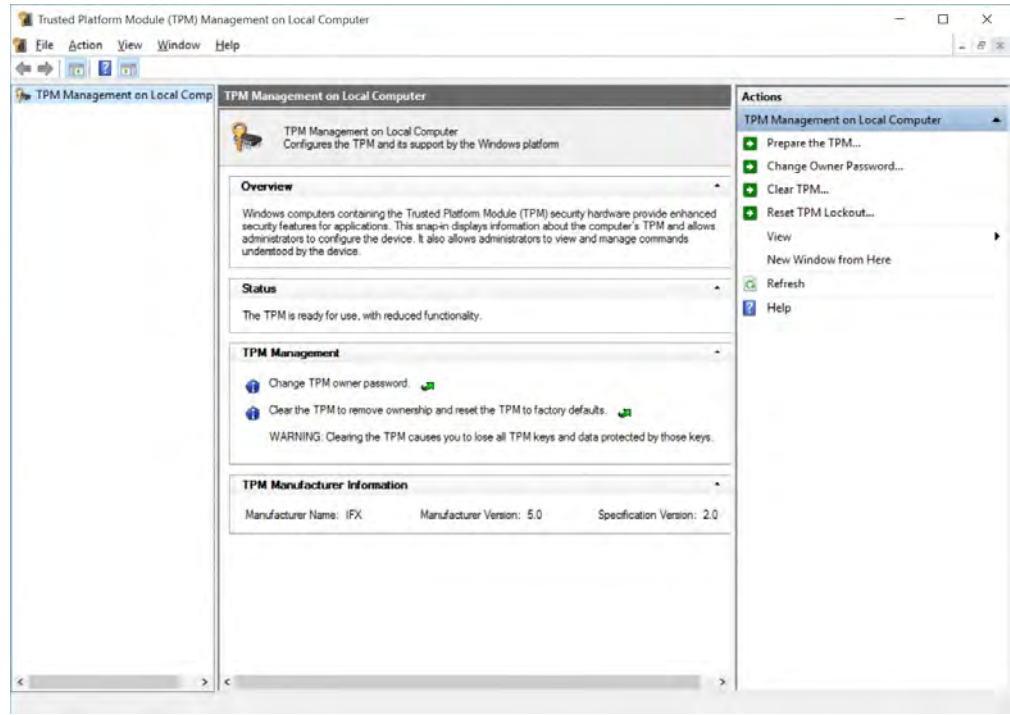 Trusted Platform Module (TPM) Management on Local Computer
File Action View Window Help
TPM Management on Local Comp
TPM Management on Local Computer
TPM Management on Local Computer
Configures the TPM and its support by the Windows platform
Overview
Windows computers containing the Trusted Platform Module (TPM) security hardware provide enhanced
security features for applications. This snap-in displays information about the computer's TPM and allows
administrators to configure the device. It also allows administrators to view and manage commands
understood by the device.
Status
The TPM is ready for use, with reduced functionality.
TPM Management
Change TPM owner password.
Clear the TPM to remove ownership and reset the TPM to factory defaults.
WARNING: Clearing the TPM causes you to lose all TPM keys and data protected by those keys.
TPM Manufacturer Information
Manufacturer Name: IFX Manufacturer Version: 5.0 Specification Version: 2.0
Actions
TPM Management on Local Computer
Prepare the TPM...
Change Owner Password...
Clear TPM...
Reset TPM Lockout...
View
New Window from Here
Refresh
Help